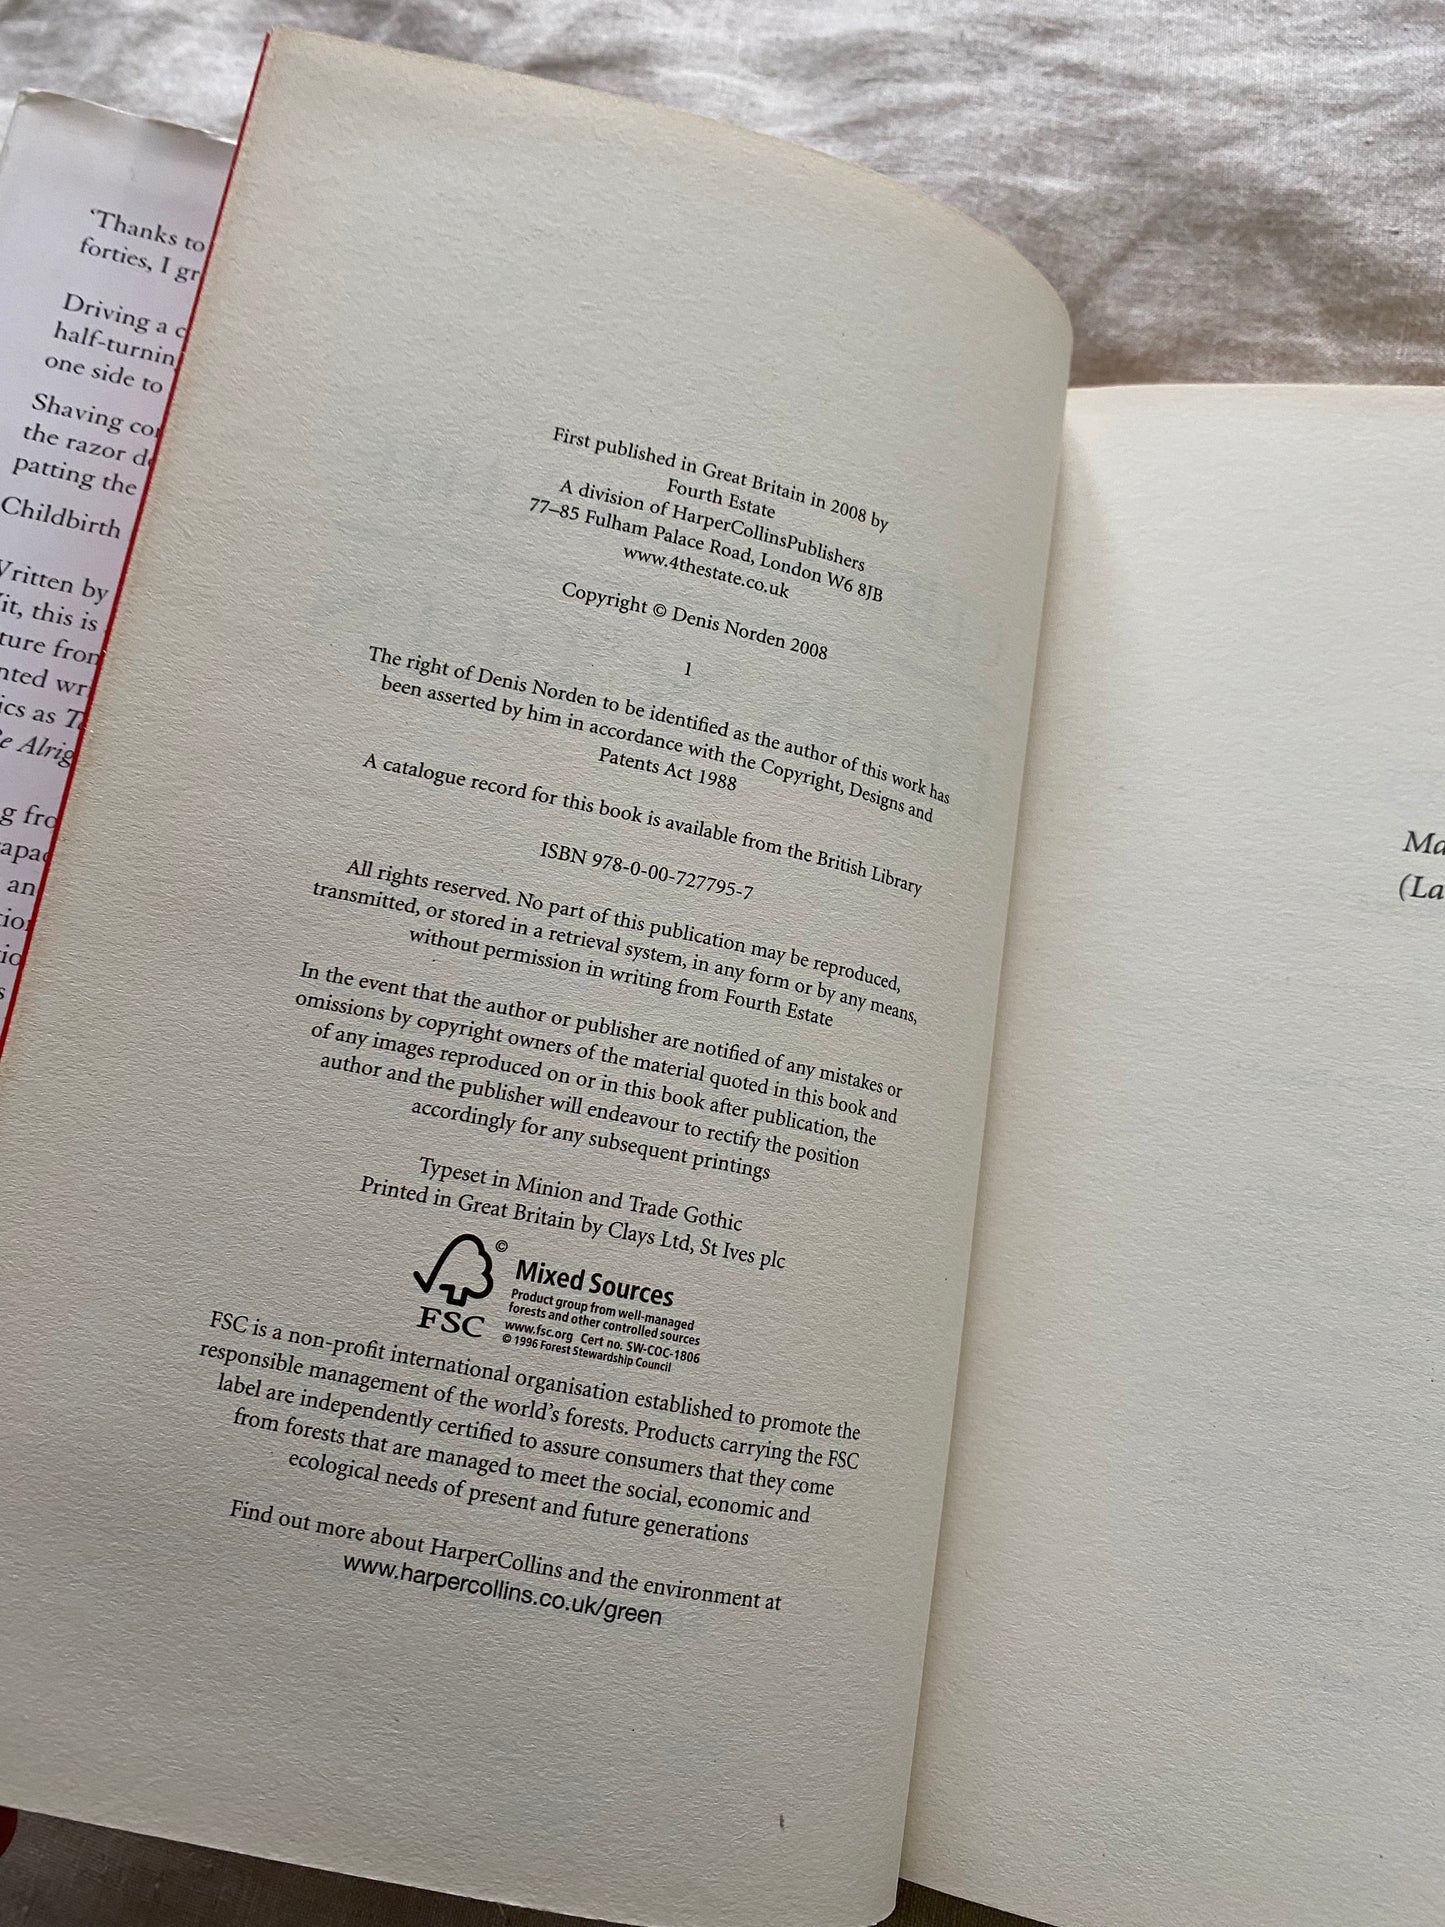 'Thanks to
forties, I gr
Driving a c
half-turnin
one side to
Shaving con
the razor
patting the
Childbirth
Written by
this is
from
as
Alrig
an
First published in Great Britain in 2008 by
Fourth Estate
A division of HarperCollinsPublishers
77–85 Fulham Palace Road, London W6 8JB
www.4thestate.co.uk
Copyright © Denis Norden 2008
1
The right of Denis Norden to be identified as the author of this work has
been asserted by him in accordance with the Copyright, Designs and
Patents Act 1988
A catalogue record for this book is available from the British Library
ISBN 978-0-00-727795-7
All rights reserved. No part of this publication may be reproduced,
transmitted, or stored in a retrieval system, in any form or by any means,
without permission in writing from Fourth Estate
In the event that the author or publisher are notified of any mistakes or
omissions by copyright owners of the material quoted in this book and
of any images reproduced on or in this book after publication, the
author and the publisher will endeavour to rectify the position
accordingly for any subsequent printings
Typeset in Minion and Trade Gothic
Printed in Great Britain by Clays Ltd, St Ives plc
©
FSC
Mixed Sources
Product group from well-managed
forests and other controlled sources
www.fsc.org Cert no. SW-COC-1806
© 1996 Forest Stewardship Council
FSC is a non-profit international organisation established to promote the
responsible management of the world's forests. Products carrying the FSC
label are independently certified to assure consumers that they come
from forests that are managed to meet the social, economic and
ecological needs of present and future generations
Find out more about HarperCollins and the environment at
www.harpercollins.co.uk/green
Ma
(La